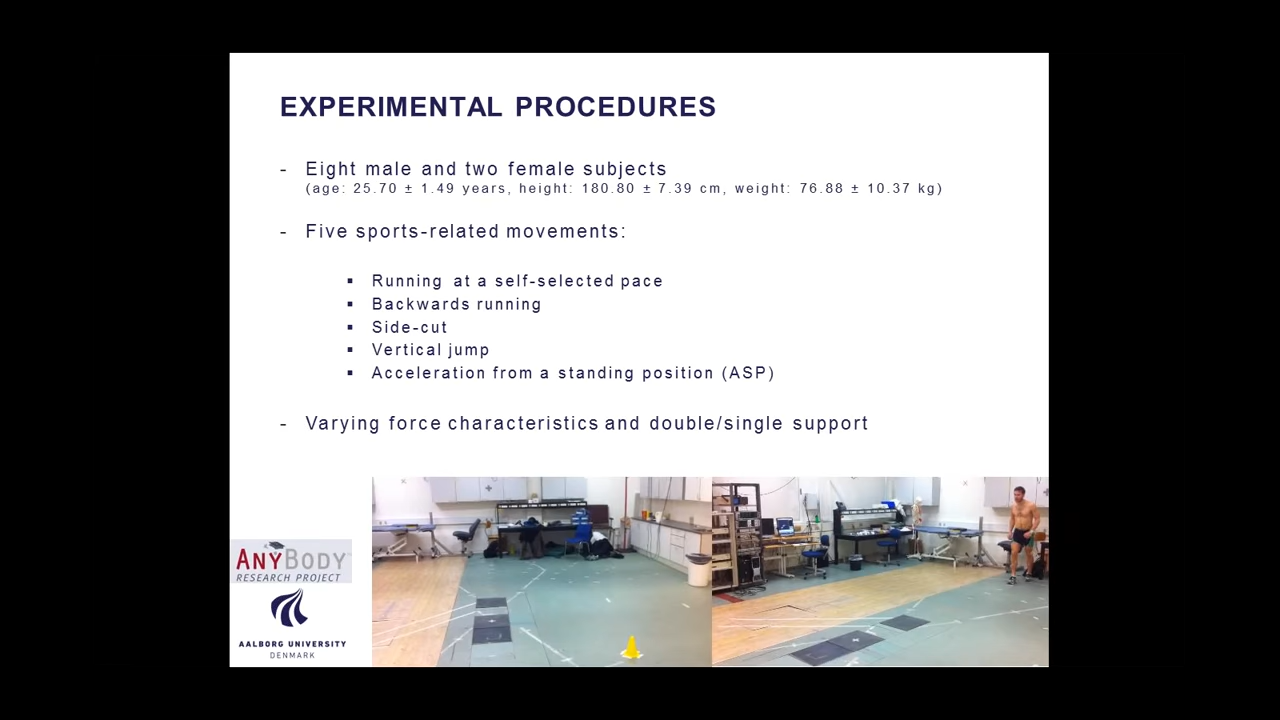 EXPERIMENTAL PROCEDURES
- Eight male and two female subjects
(age: 25.70 ± 1.49 years, height: 180.80 ± 7.39 cm, weight: 76.88 ± 10.37 kg)
- Five sports-related movements:
▪ Running at a self-selected pace
▪ Backwards running
▪ Side-cut
▪ Vertical jump
▪ Acceleration from a standing position (ASP)
- Varying force characteristics and double/single support
ANYBODY
RESEARCH PROJECT
AALBORG UNIVERSITY
DENMARK